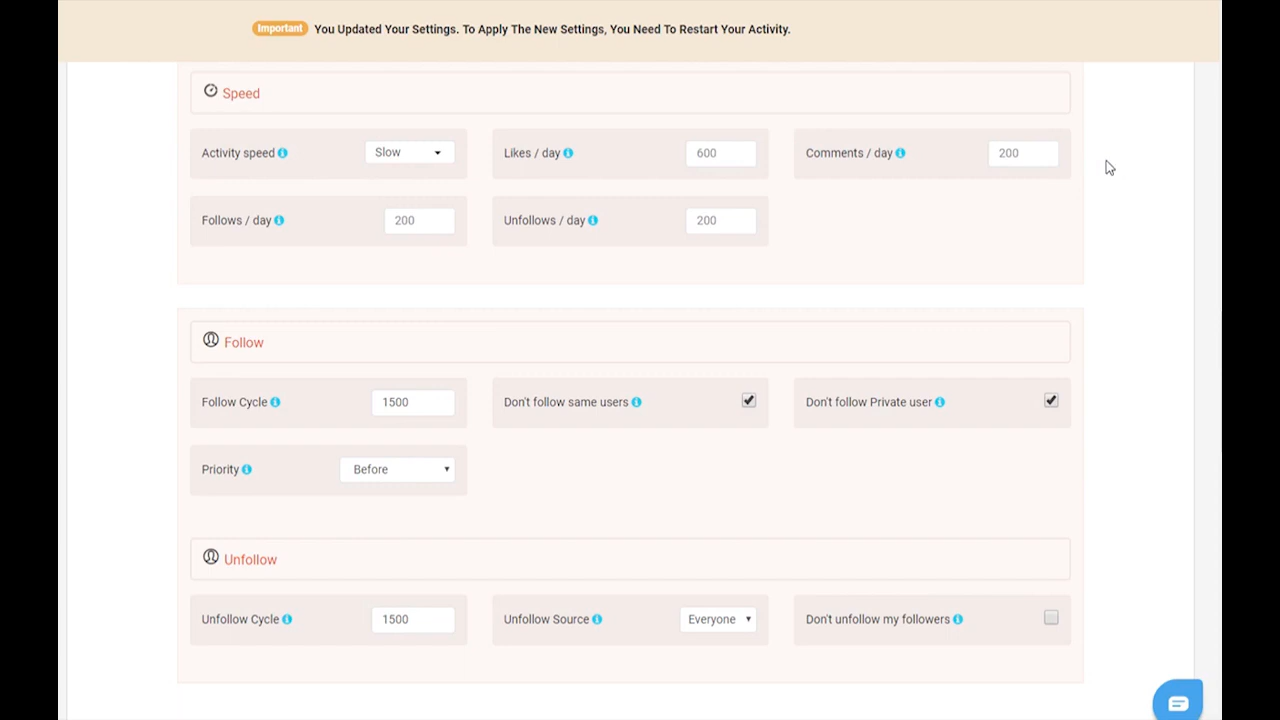 Important You Updated Your Settings. To Apply The New Settings, You Need To Restart Your Activity.
Speed
Activity speed Slow Likes / day 600 Comments / day 200
Follows / day 200 Unfollows / day 200
Follow
Follow Cycle 1500 Don't follow same users Don't follow Private user
Priority Before
Unfollow
Unfollow Cycle 1500 Unfollow Source Everyone Don't unfollow my followers